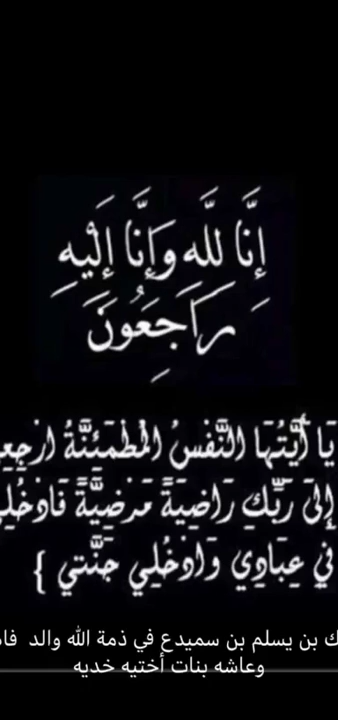 إِنَّا لِلَّهِ وَإِنَّا إِلَيْهِ
رَاجِعُونَ
يَا أَيَّتُهَا النَّفْسُ الْمُطْمَئِنَّةُ ارْجِعِ
إِلَىٰ رَبِّكِ رَاضِيَةً مَرْضِيَّةً فَادْخُلِي
فِي عِبَادِي وَادْخُلِي جَنَّتِي }
ك بن يسلم بن سميدع في ذمة الله والد فا
وعاشه بنات أختيه خديه